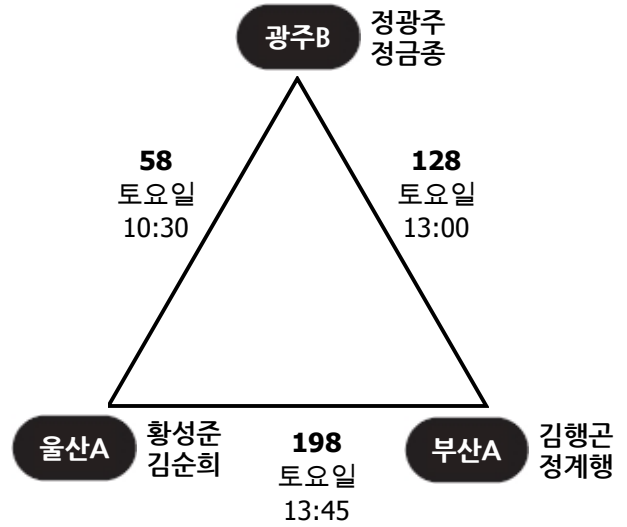 광주B
정광주
정금종
58
토요일
10:30
128
토요일
13:00
울산A
황성준
김순희
198
토요일
13:45
부산A
김행곤
정계행